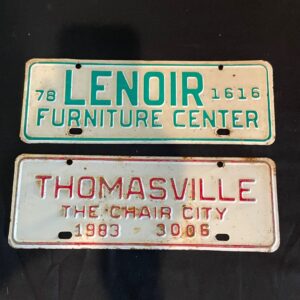 78 LENOIR 1616
FURNITURE CENTER
THOMASVILLE
THE CHAIR CITY
1983 3006